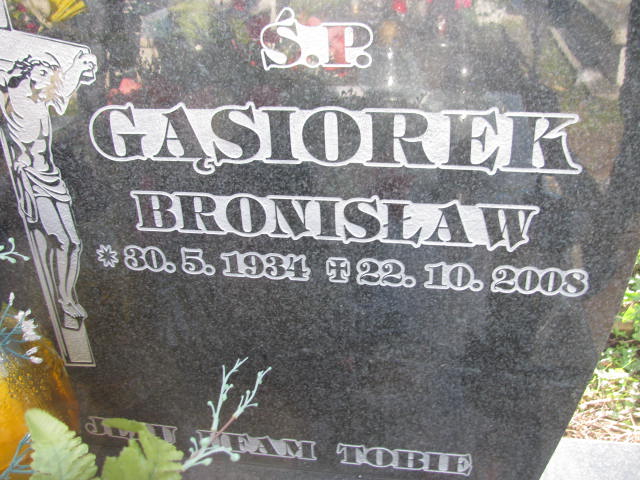 Ś.P.
GĄSIOREK
BRONISŁAW
* 30. 5. 1934 ✝ 22. 10. 2008
TOBIE